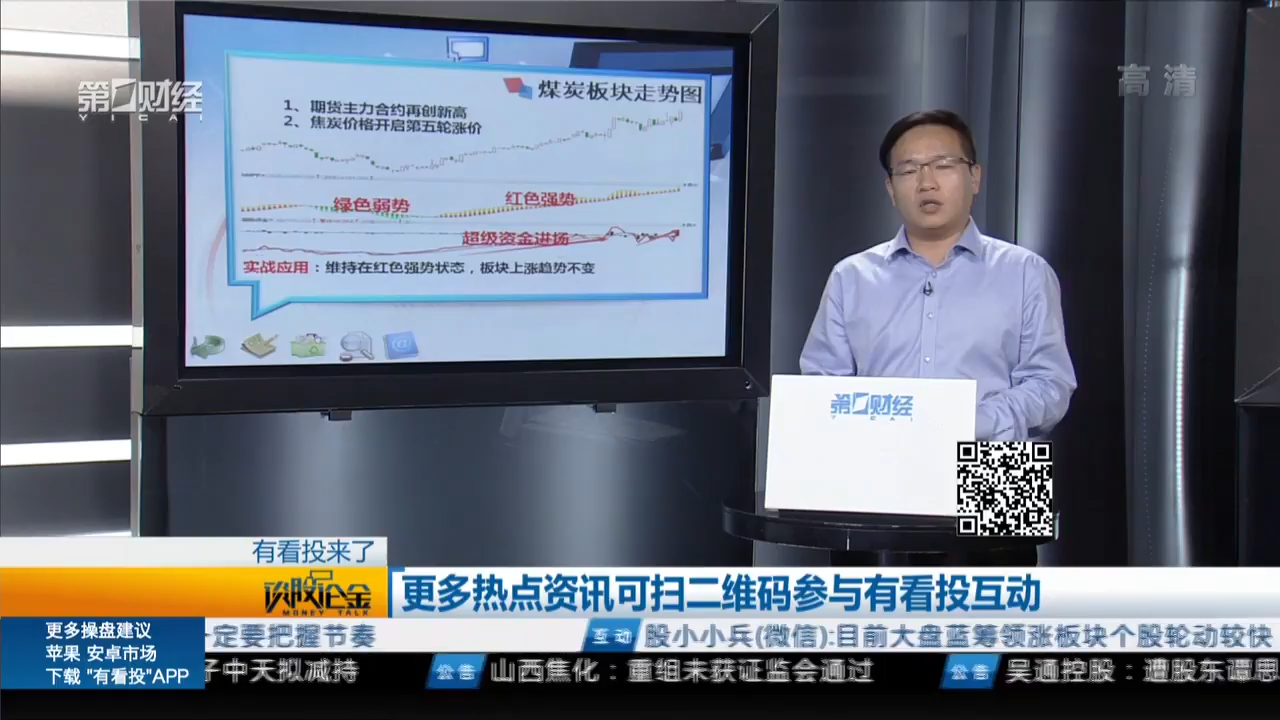 第一财经
YICAI
高清
煤炭板块走势图
1、期货主力合约再创新高
2、焦炭价格开启第五轮涨价
绿色弱势
红色强势
超级资金进场
实战应用：维持在红色强势状态，板块上涨趋势不变
第一财经
YICAI
有看投来了
谈股论金
MONEY TALK
更多热点资讯可扫二维码参与有看投互动
更多操盘建议
苹果 安卓市场
下载 "有看投"APP
一定要把握节奏
互动
股小小兵(微信):目前大盘蓝筹领涨板块个股轮动较快
子中天拟减持
公告
山西焦化：重组未获证监会通过
公告
吴通控股：遭股东谭思